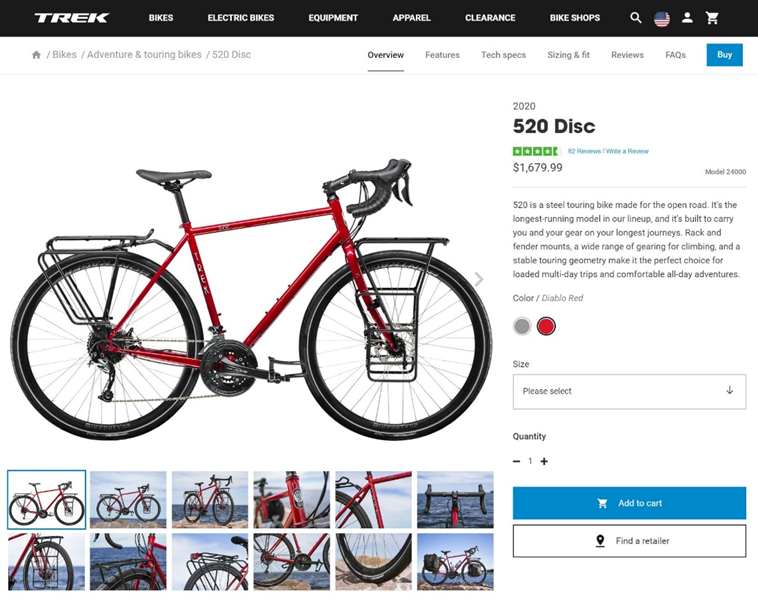 TREK BIKES ELECTRIC BIKES EQUIPMENT APPAREL CLEARANCE BIKE SHOPS
/ Bikes / Adventure & touring bikes / 520 Disc Overview Features Tech specs Sizing & fit Reviews FAQs Buy
2020
520 Disc
62 Reviews / Write a Review
$1,679.99
Model 24000
520 is a steel touring bike made for the open road. It's the
longest-running model in our lineup, and it's built to carry
you and your gear on your longest journeys. Rack and
fender mounts, a wide range of gearing for climbing, and a
stable touring geometry make it the perfect choice for
loaded multi-day trips and comfortable all-day adventures.
Color / Diablo Red
Size
Please select
Quantity
− 1 +
Add to cart
Find a retailer
520
TREK